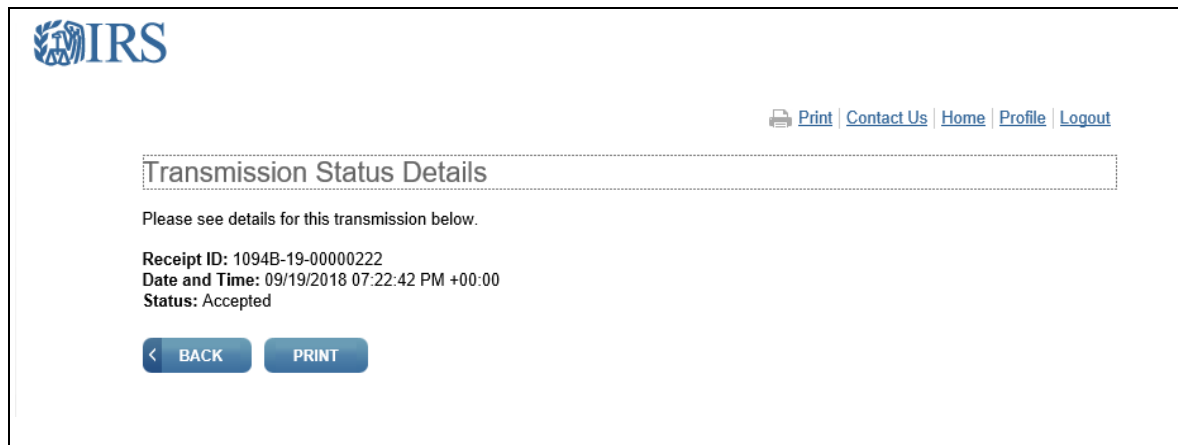 IRS
Print Contact Us Home Profile Logout
Transmission Status Details
Please see details for this transmission below.
Receipt ID: 1094B-19-00000222
Date and Time: 09/19/2018 07:22:42 PM +00:00
Status: Accepted
BACK PRINT